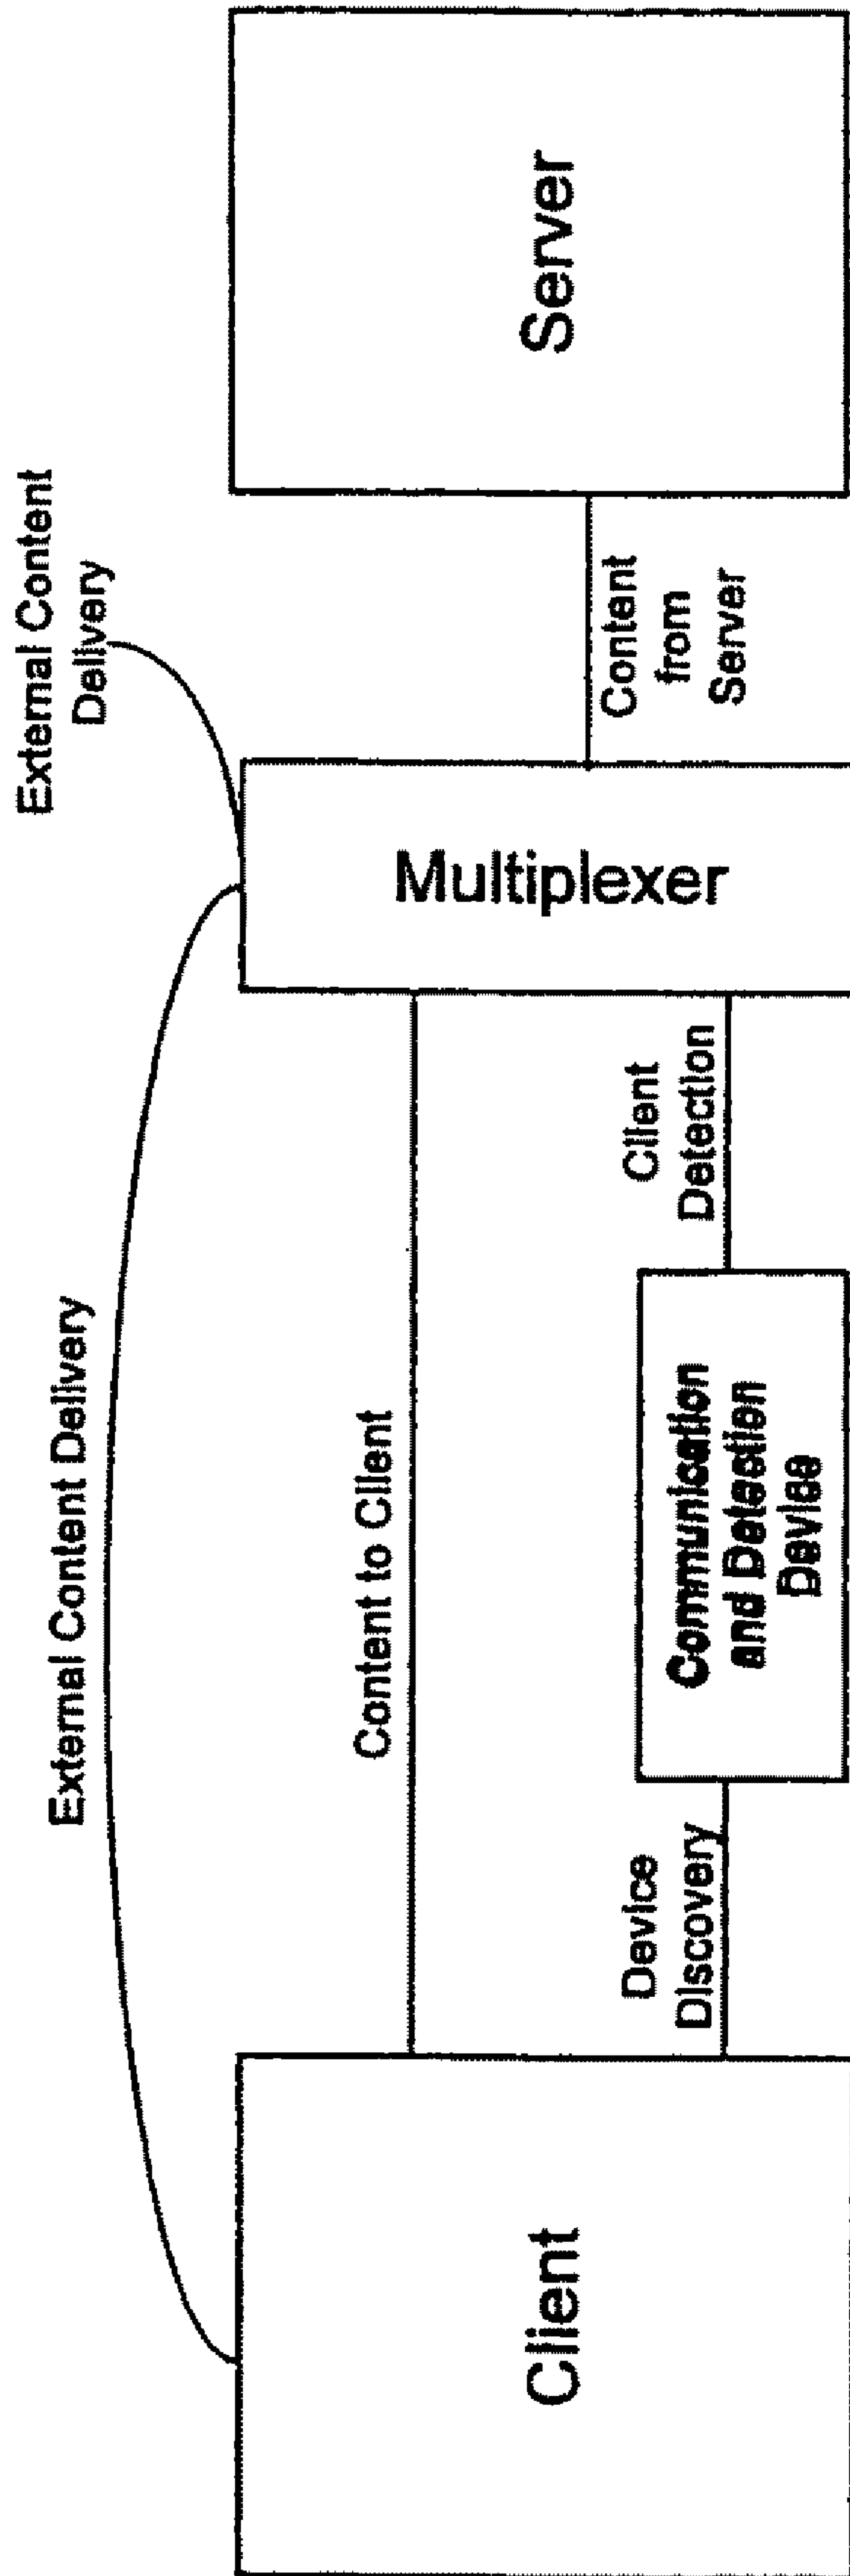 External Content
Delivery
External Content Delivery
Server
Content
from
Server
Multiplexer
Content to Client
Client
Detection
Communication
and Detection
Device
Device
Discovery
Client